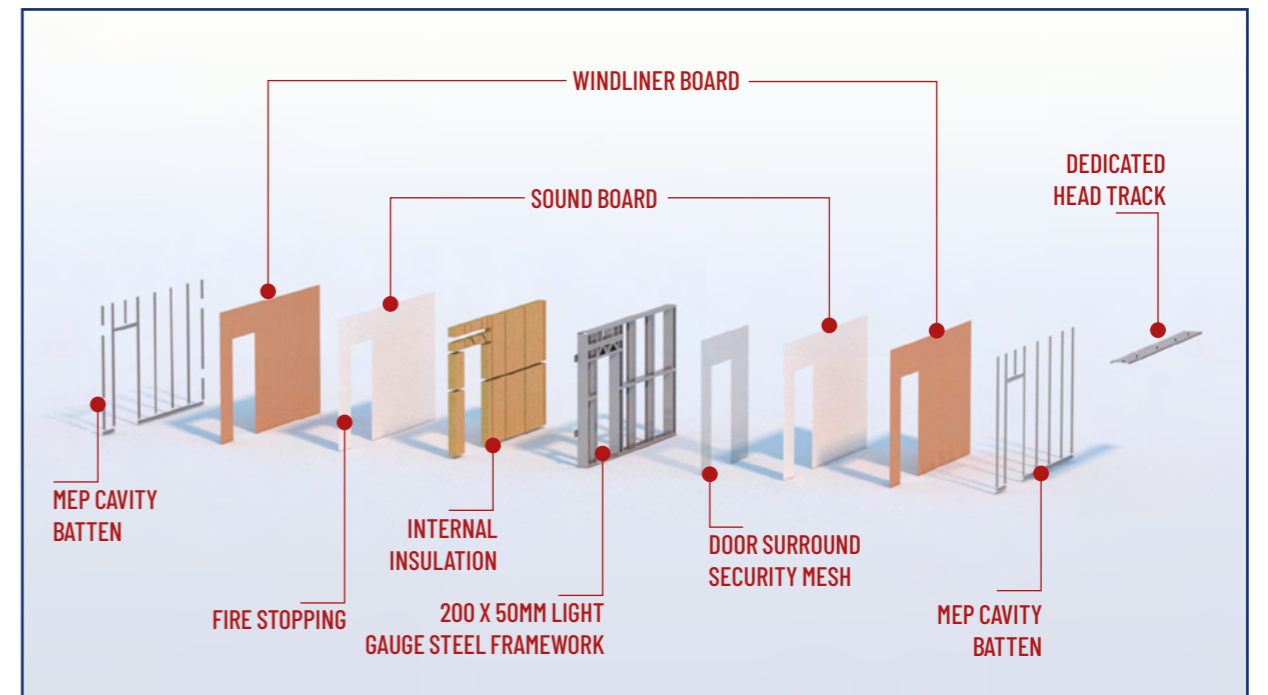 WINDLINER BOARD
DEDICATED
HEAD TRACK
SOUND BOARD
MEP CAVITY
BATTEN
INTERNAL
INSULATION
DOOR SURROUND
SECURITY MESH
FIRE STOPPING
200 X 50MM LIGHT
GAUGE STEEL FRAMEWORK
MEP CAVITY
BATTEN